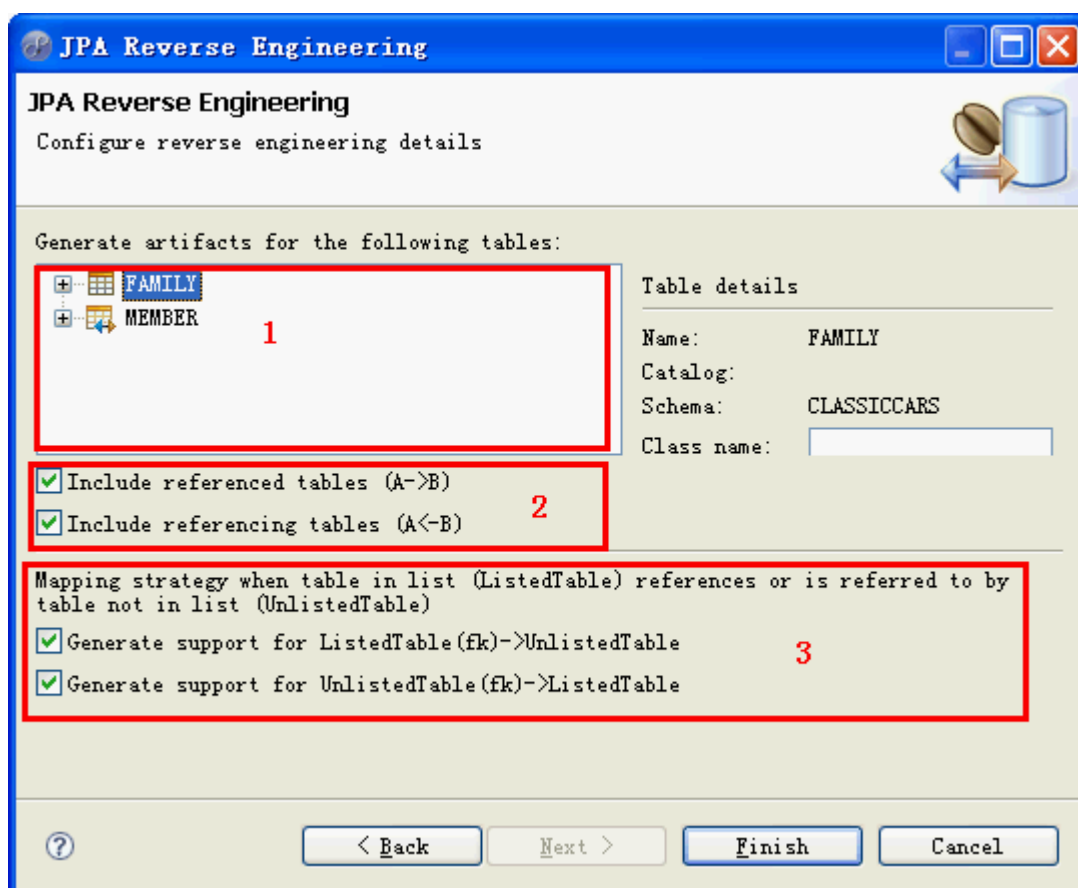 JPA Reverse Engineering
JPA Reverse Engineering
Configure reverse engineering details
Generate artifacts for the following tables:
FAMILY
MEMBER
1
Table details
Name: FAMILY
Catalog:
Schema: CLASSICCARS
Class name:
Include referenced tables (A->B)
Include referencing tables (A<-B)
2
Mapping strategy when table in list (ListedTable) references or is referred to by
table not in list (UnlistedTable)
Generate support for ListedTable(fk)->UnlistedTable
Generate support for UnlistedTable(fk)->ListedTable
3
?
< Back
Next >
Finish
Cancel